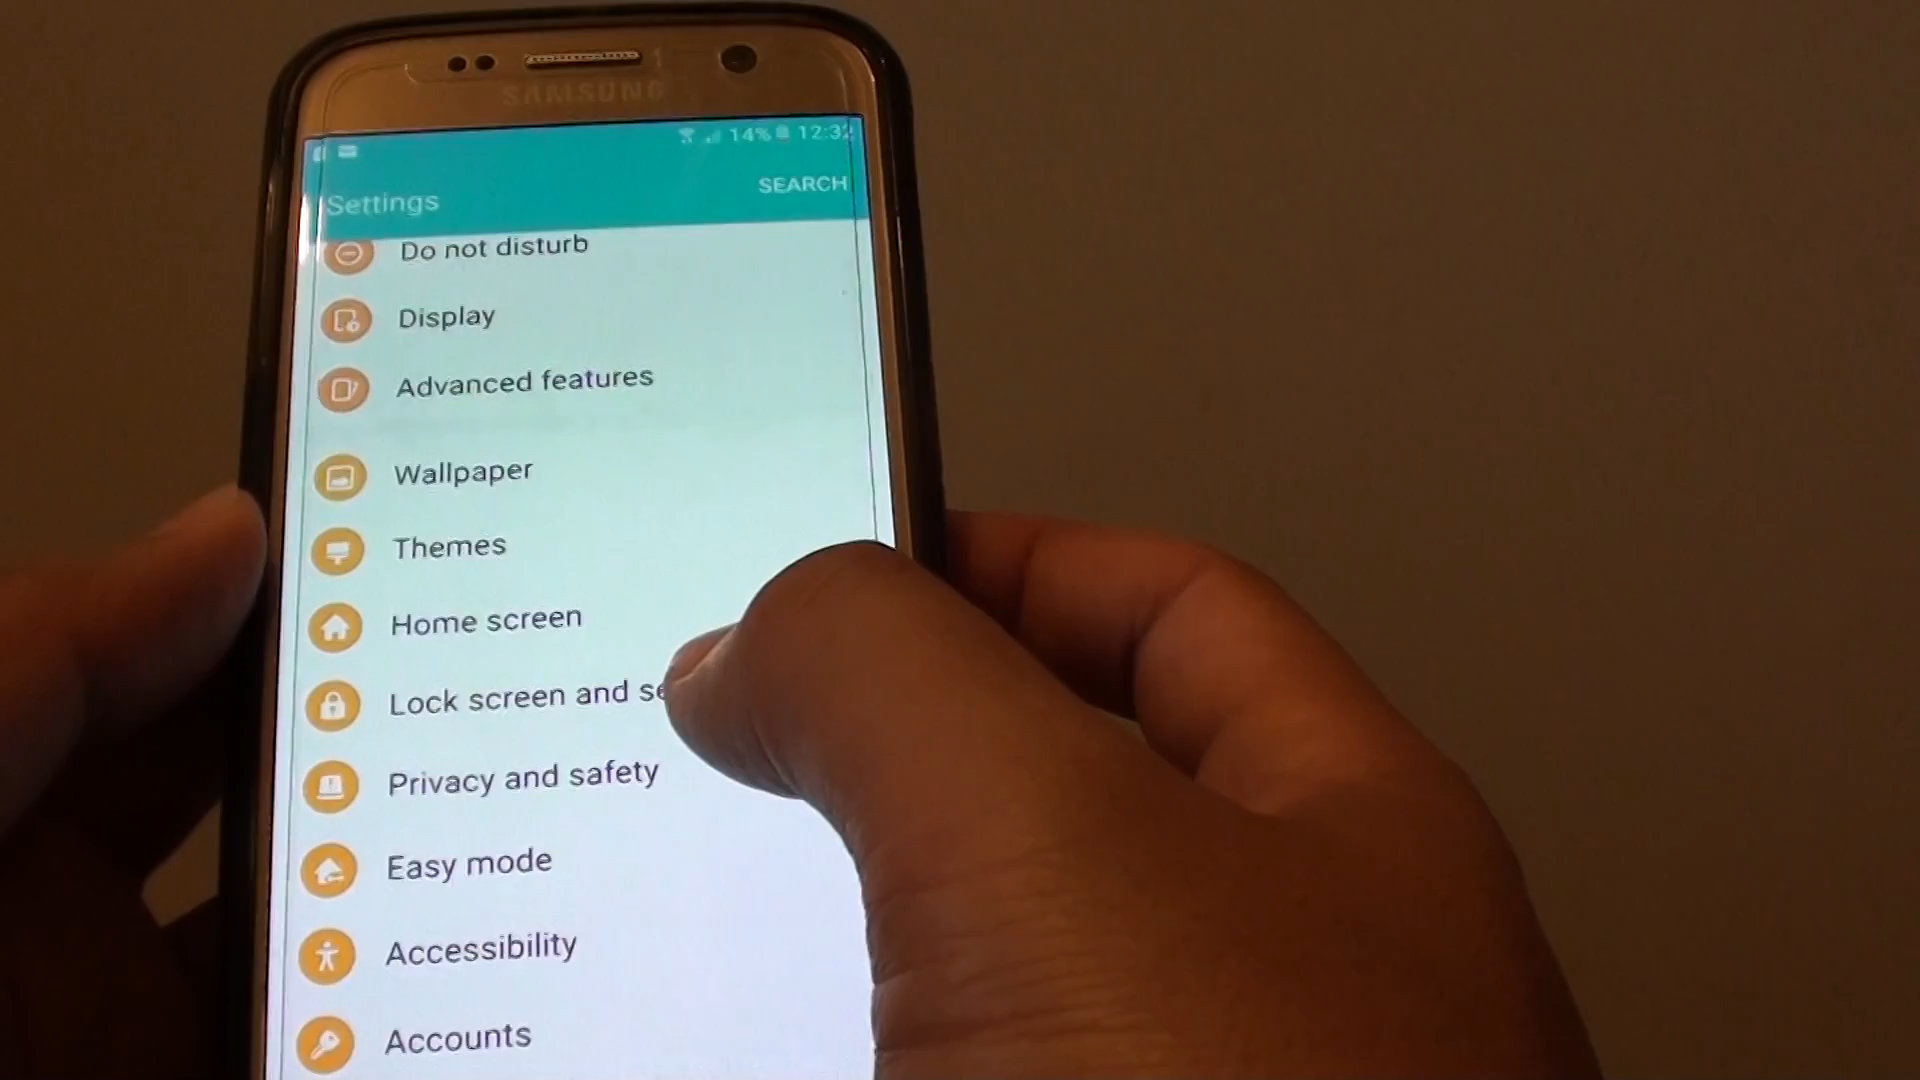 SAMSUNG
14% 12:32
Settings
SEARCH
Do not disturb
Display
Advanced features
Wallpaper
Themes
Home screen
Lock screen and se
Privacy and safety
Easy mode
Accessibility
Accounts